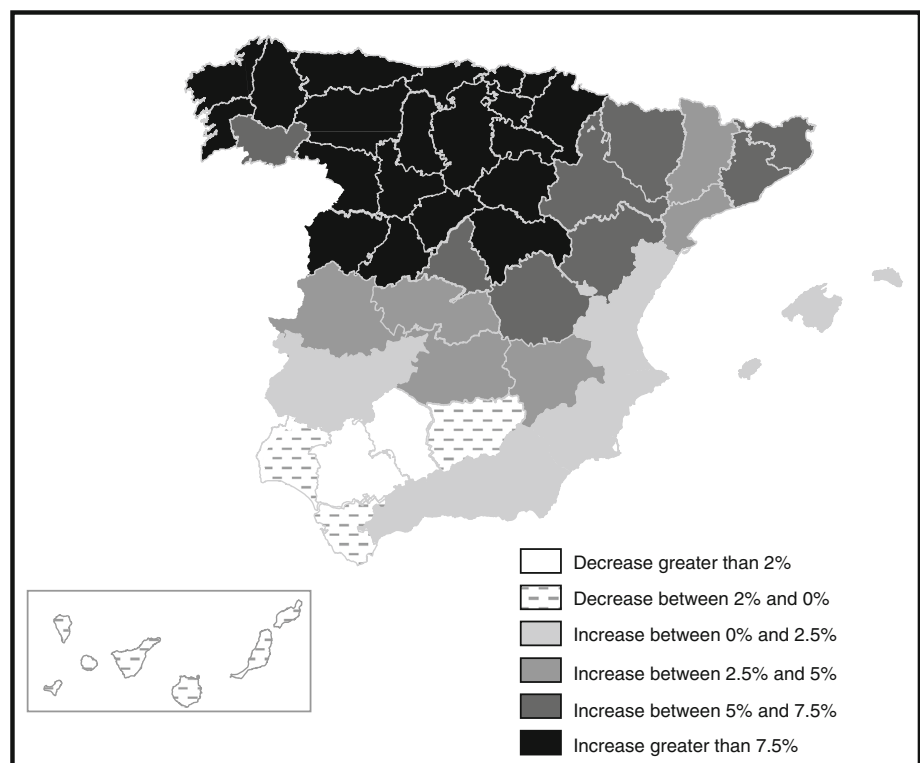 Decrease greater than 2%
Decrease between 2% and 0%
Increase between 0% and 2.5%
Increase between 2.5% and 5%
Increase between 5% and 7.5%
Increase greater than 7.5%